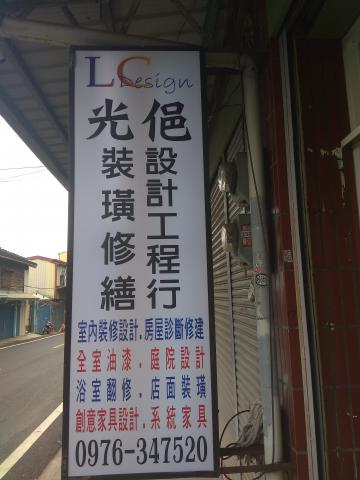 LC Design
光俋
設計工程行
裝璜修繕
室內裝修設計.房屋診斷修建
全室油漆.庭院設計
浴室翻修.店面裝璜
創意家具設計.系統家具
0976-347520